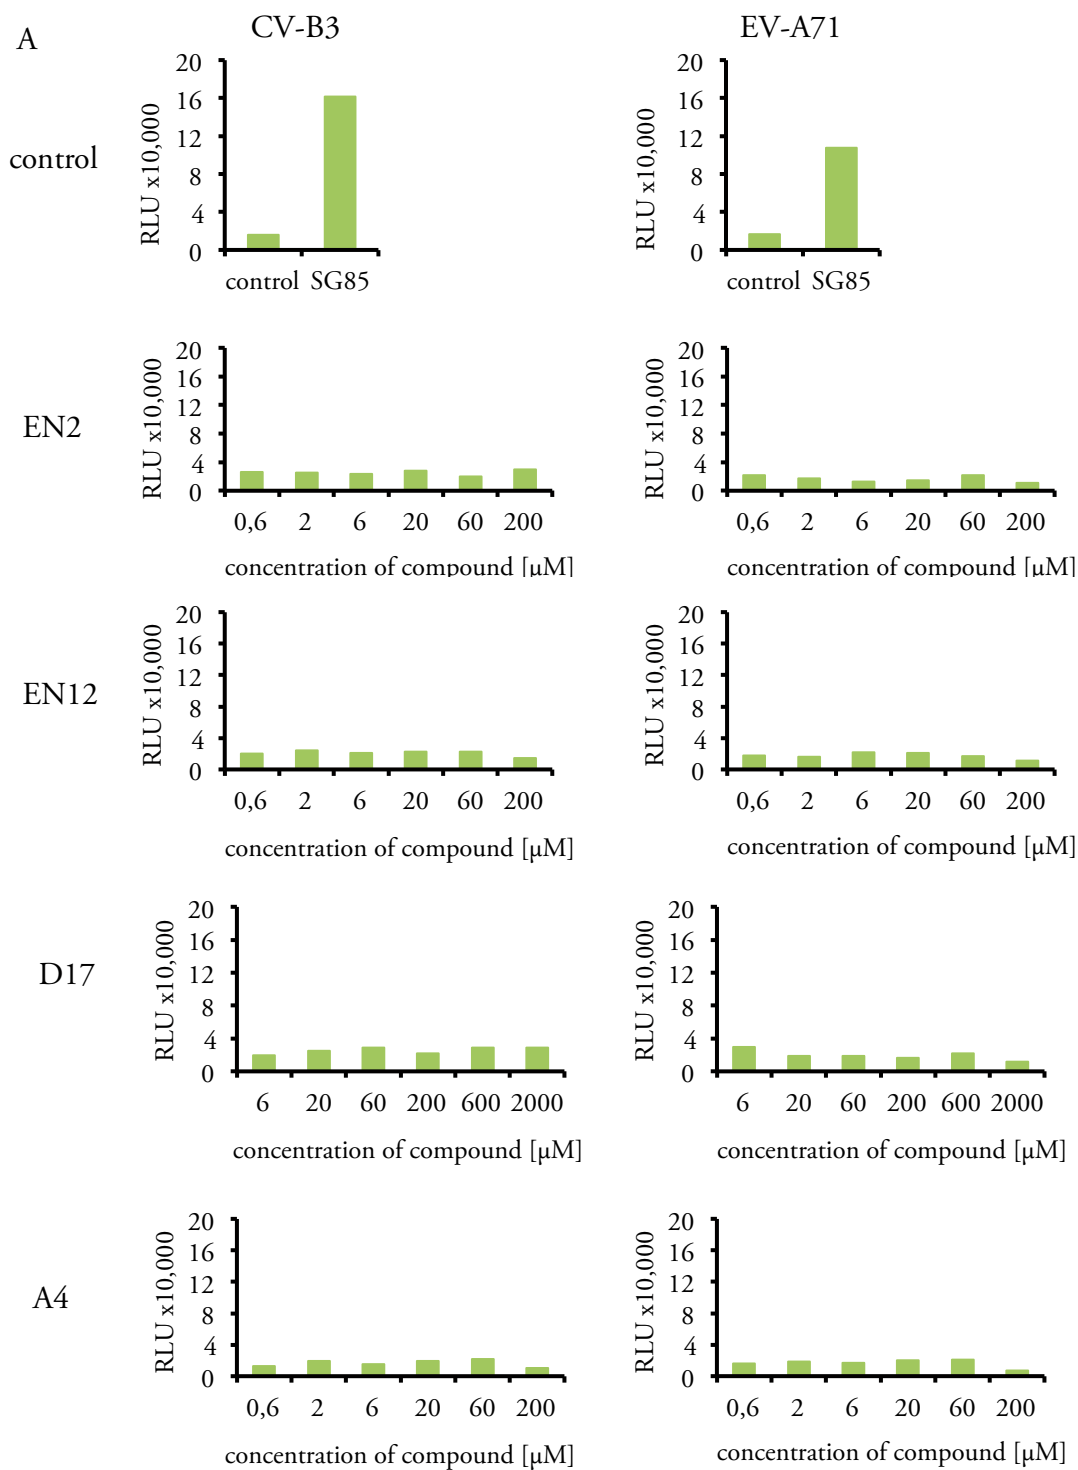 A
CV-B3
EV-A71
control
RLU x10,000
20
16
12
8
4
0
control SG85
RLU x10,000
20
16
12
8
4
0
control SG85
EN2
RLU x10,000
20
16
12
8
4
0
0,6 2 6 20 60 200
concentration of compound [µM]
RLU x10,000
20
16
12
8
4
0
0,6 2 6 20 60 200
concentration of compound [µM]
EN12
RLU x10,000
20
16
12
8
4
0
0,6 2 6 20 60 200
concentration of compound [µM]
RLU x10,000
20
16
12
8
4
0
0,6 2 6 20 60 200
concentration of compound [µM]
D17
RLU x10,000
20
16
12
8
4
0
6 20 60 200 600 2000
concentration of compound [µM]
RLU x10,000
20
16
12
8
4
0
6 20 60 200 600 2000
concentration of compound [µM]
A4
RLU x10,000
20
16
12
8
4
0
0,6 2 6 20 60 200
concentration of compound [µM]
RLU x10,000
20
16
12
8
4
0
0,6 2 6 20 60 200
concentration of compound [µM]